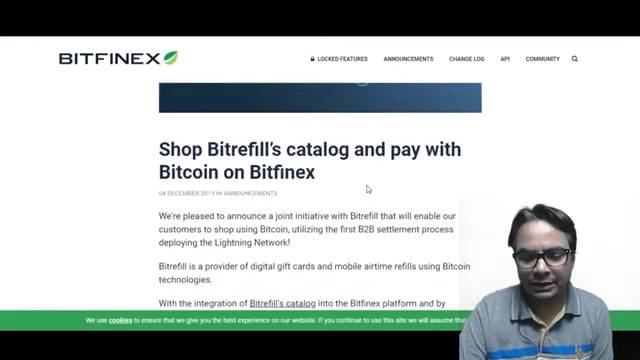 BITFINEX
LOCKED FEATURES
ANNOUNCEMENTS
CHANGE LOG
API
COMMUNITY
Shop Bitrefill's catalog and pay with
Bitcoin on Bitfinex
04 DECEMBER 2019 IN ANNOUNCEMENTS
We're pleased to announce a joint initiative with Bitrefill that will enable our
customers to shop using Bitcoin, utilizing the first B2B settlement process
deploying the Lightning Network!
Bitrefill is a provider of digital gift cards and mobile airtime refills using Bitcoin
technologies.
With the integration of Bitrefill's catalog into the Bitfinex platform and by
We use cookies to ensure that we give you the best experience on our website. If you continue to use this site we will assume that